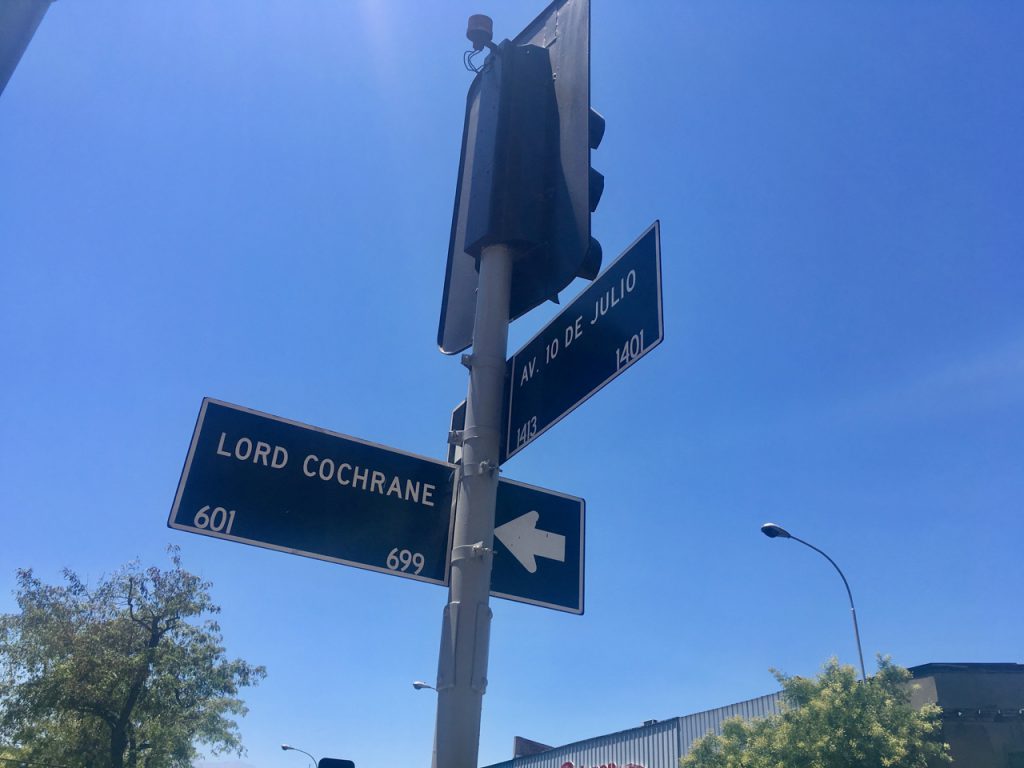 LORD COCHRANE
601 699
AV. 10 DE JULIO
1413 1401